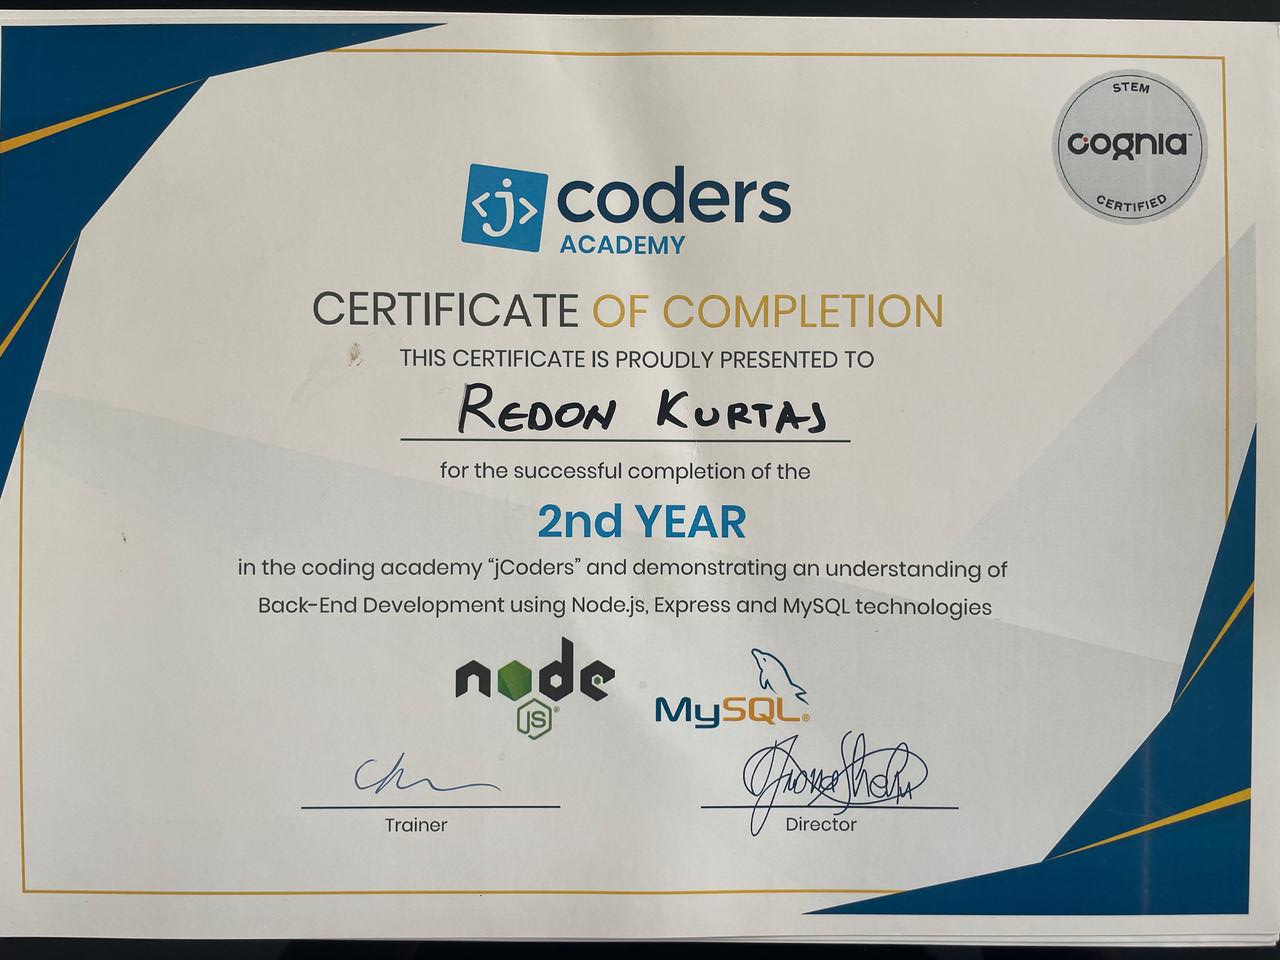 STEM
cognia™
CERTIFIED
<j> coders
ACADEMY
CERTIFICATE OF COMPLETION
THIS CERTIFICATE IS PROUDLY PRESENTED TO
REDON KURTAJ
for the successful completion of the
2nd YEAR
in the coding academy “jCoders” and demonstrating an understanding of
Back-End Development using Node.js, Express and MySQL technologies
node
JS®
MySQL®
Trainer
Director